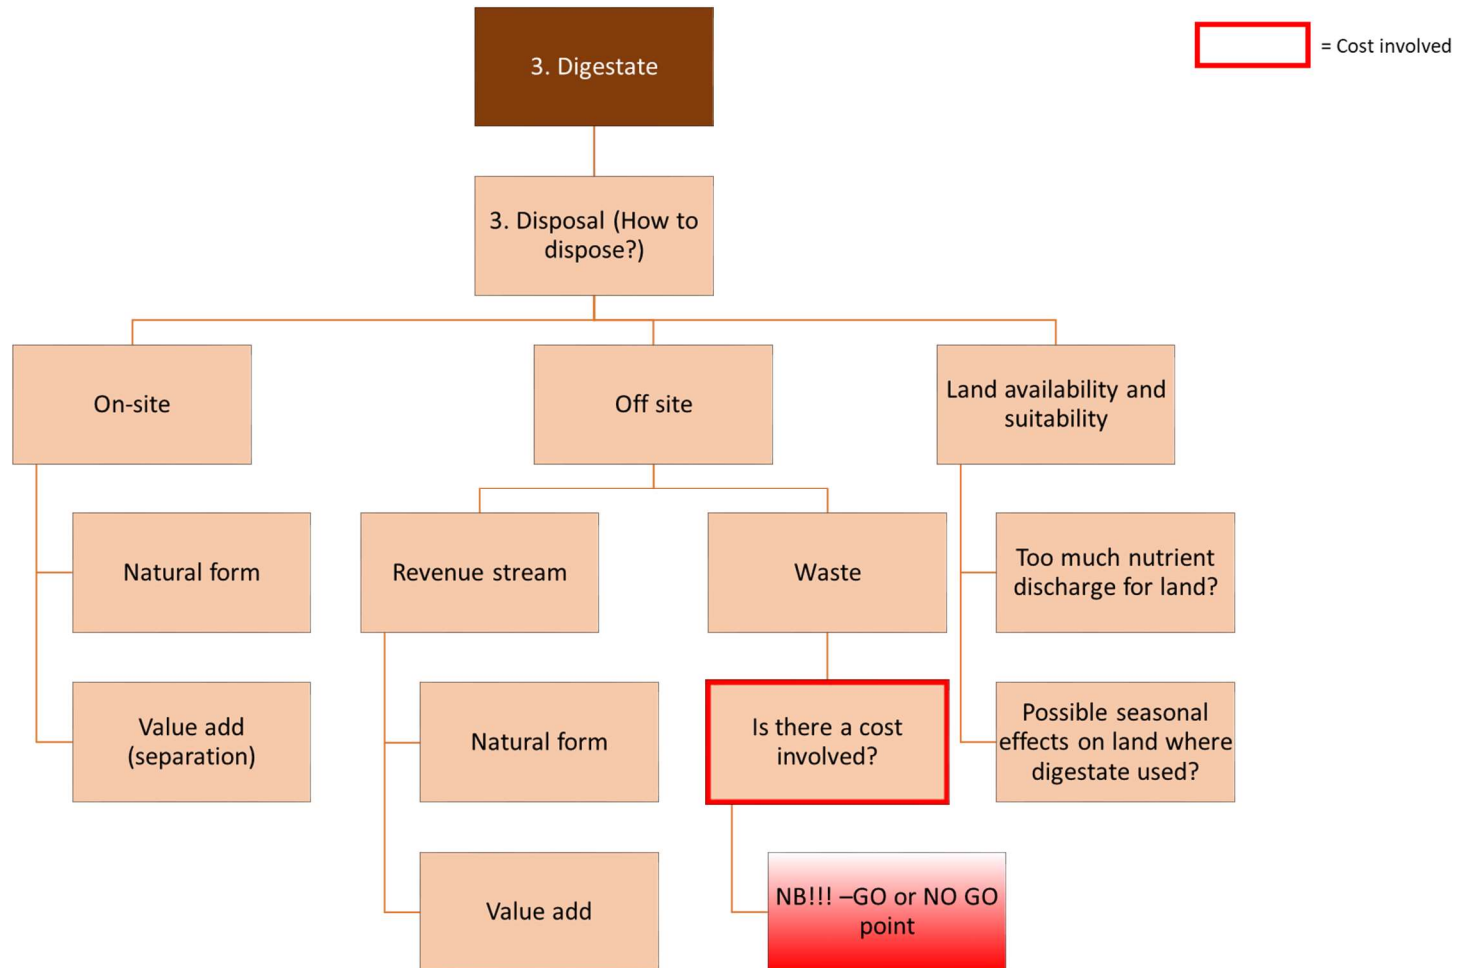 3. Digestate
= Cost involved
3. Disposal (How to
dispose?)
On-site
Off site
Land availability and
suitability
Natural form
Revenue stream
Waste
Too much nutrient
discharge for land?
Value add
(separation)
Natural form
Is there a cost
involved?
Possible seasonal
effects on land where
digestate used?
Value add
NB!!! –GO or NO GO
point